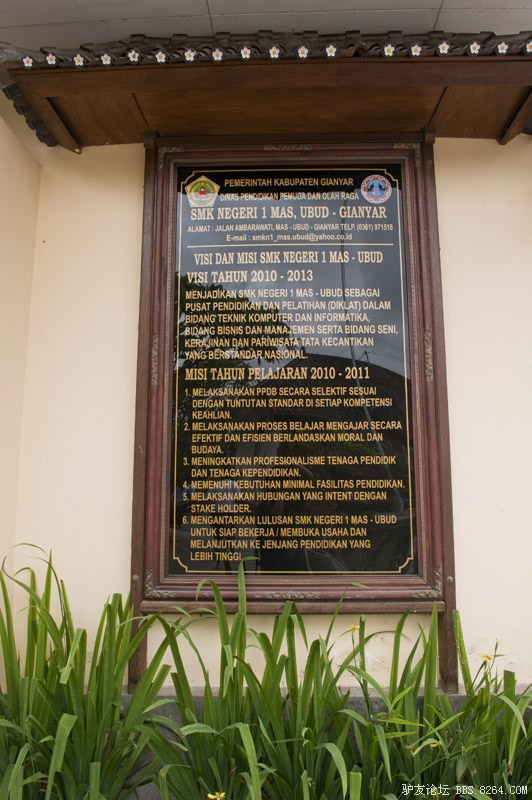 PEMERINTAH KABUPATEN GIANYAR
DINAS PENDIDIKAN PEMUDA DAN OLAH RAGA
SMK NEGERI 1 MAS, UBUD - GIANYAR
ALAMAT : JALAN AMBARAWATI, MAS - UBUD - GIANYAR TELP. (0361) 971516
E-mail : smkn1_mas.ubud@yahoo.co.id
VISI DAN MISI SMK NEGERI 1 MAS - UBUD
VISI TAHUN 2010 - 2013
MENJADIKAN SMK NEGERI 1 MAS - UBUD SEBAGAI
PUSAT PENDIDIKAN DAN PELATIHAN (DIKLAT) DALAM
BIDANG TEKNIK KOMPUTER DAN INFORMATIKA,
BIDANG BISNIS DAN MANAJEMEN SERTA BIDANG SENI,
KERAJINAN DAN PARIWISATA TATA KECANTIKAN
YANG BERSTANDAR NASIONAL.
MISI TAHUN PELAJARAN 2010 - 2011
1. MELAKSANAKAN PPDB SECARA SELEKTIF SESUAI
DENGAN TUNTUTAN STANDAR DI SETIAP KOMPETENSI
KEAHLIAN.
2. MELAKSANAKAN PROSES BELAJAR MENGAJAR SECARA
EFEKTIF DAN EFISIEN BERLANDASKAN MORAL DAN
BUDAYA.
3. MENINGKATKAN PROFESIONALISME TENAGA PENDIDIK
DAN TENAGA KEPENDIDIKAN.
4. MEMENUHI KEBUTUHAN MINIMAL FASILITAS PENDIDIKAN.
5. MELAKSANAKAN HUBUNGAN YANG INTENT DENGAN
STAKE HOLDER.
6. MENGANTARKAN LULUSAN SMK NEGERI 1 MAS - UBUD
UNTUK SIAP BEKERJA / MEMBUKA USAHA DAN
MELANJUTKAN KE JENJANG PENDIDIKAN YANG
LEBIH TINGGI.
驴友论坛 BBS.8264.COM